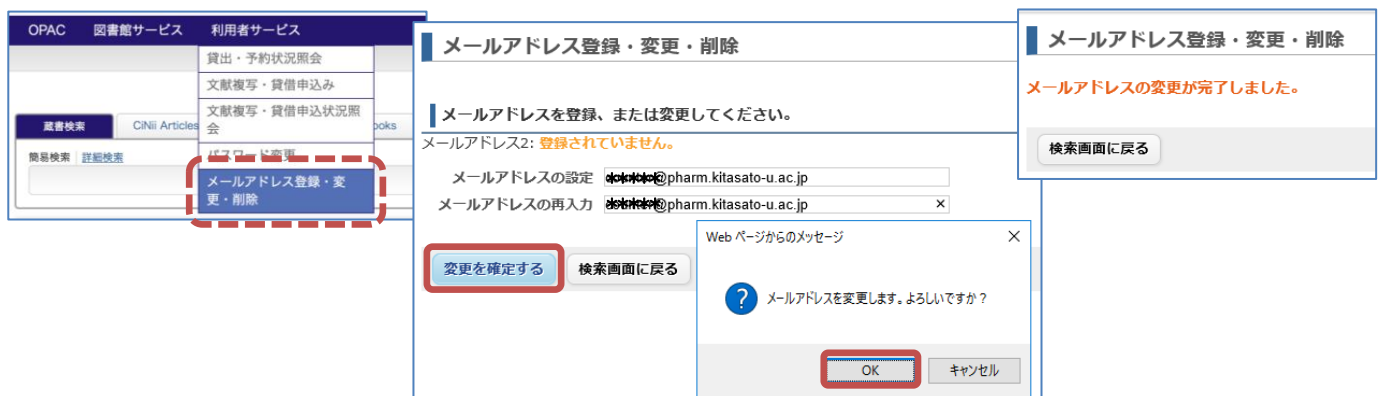 OPAC 図書館サービス 利用者サービス
貸出・予約状況照会
文献複写・貸借申込み
文献複写・貸借申込状況照
会
パスワード変更
メールアドレス登録・変
更・削除
蔵書検索 CiNii Articles ooks
簡易検索 詳細検索
メールアドレス登録・変更・削除
メールアドレスを登録、または変更してください。
メールアドレス2: 登録されていません。
メールアドレスの設定 @pharm.kitasato-u.ac.jp
メールアドレスの再入力 @pharm.kitasato-u.ac.jp ×
変更を確定する 検索画面に戻る
Web ページからのメッセージ ×
? メールアドレスを変更します。よろしいですか?
OK キャンセル
メールアドレス登録・変更・削除
メールアドレスの変更が完了しました。
検索画面に戻る